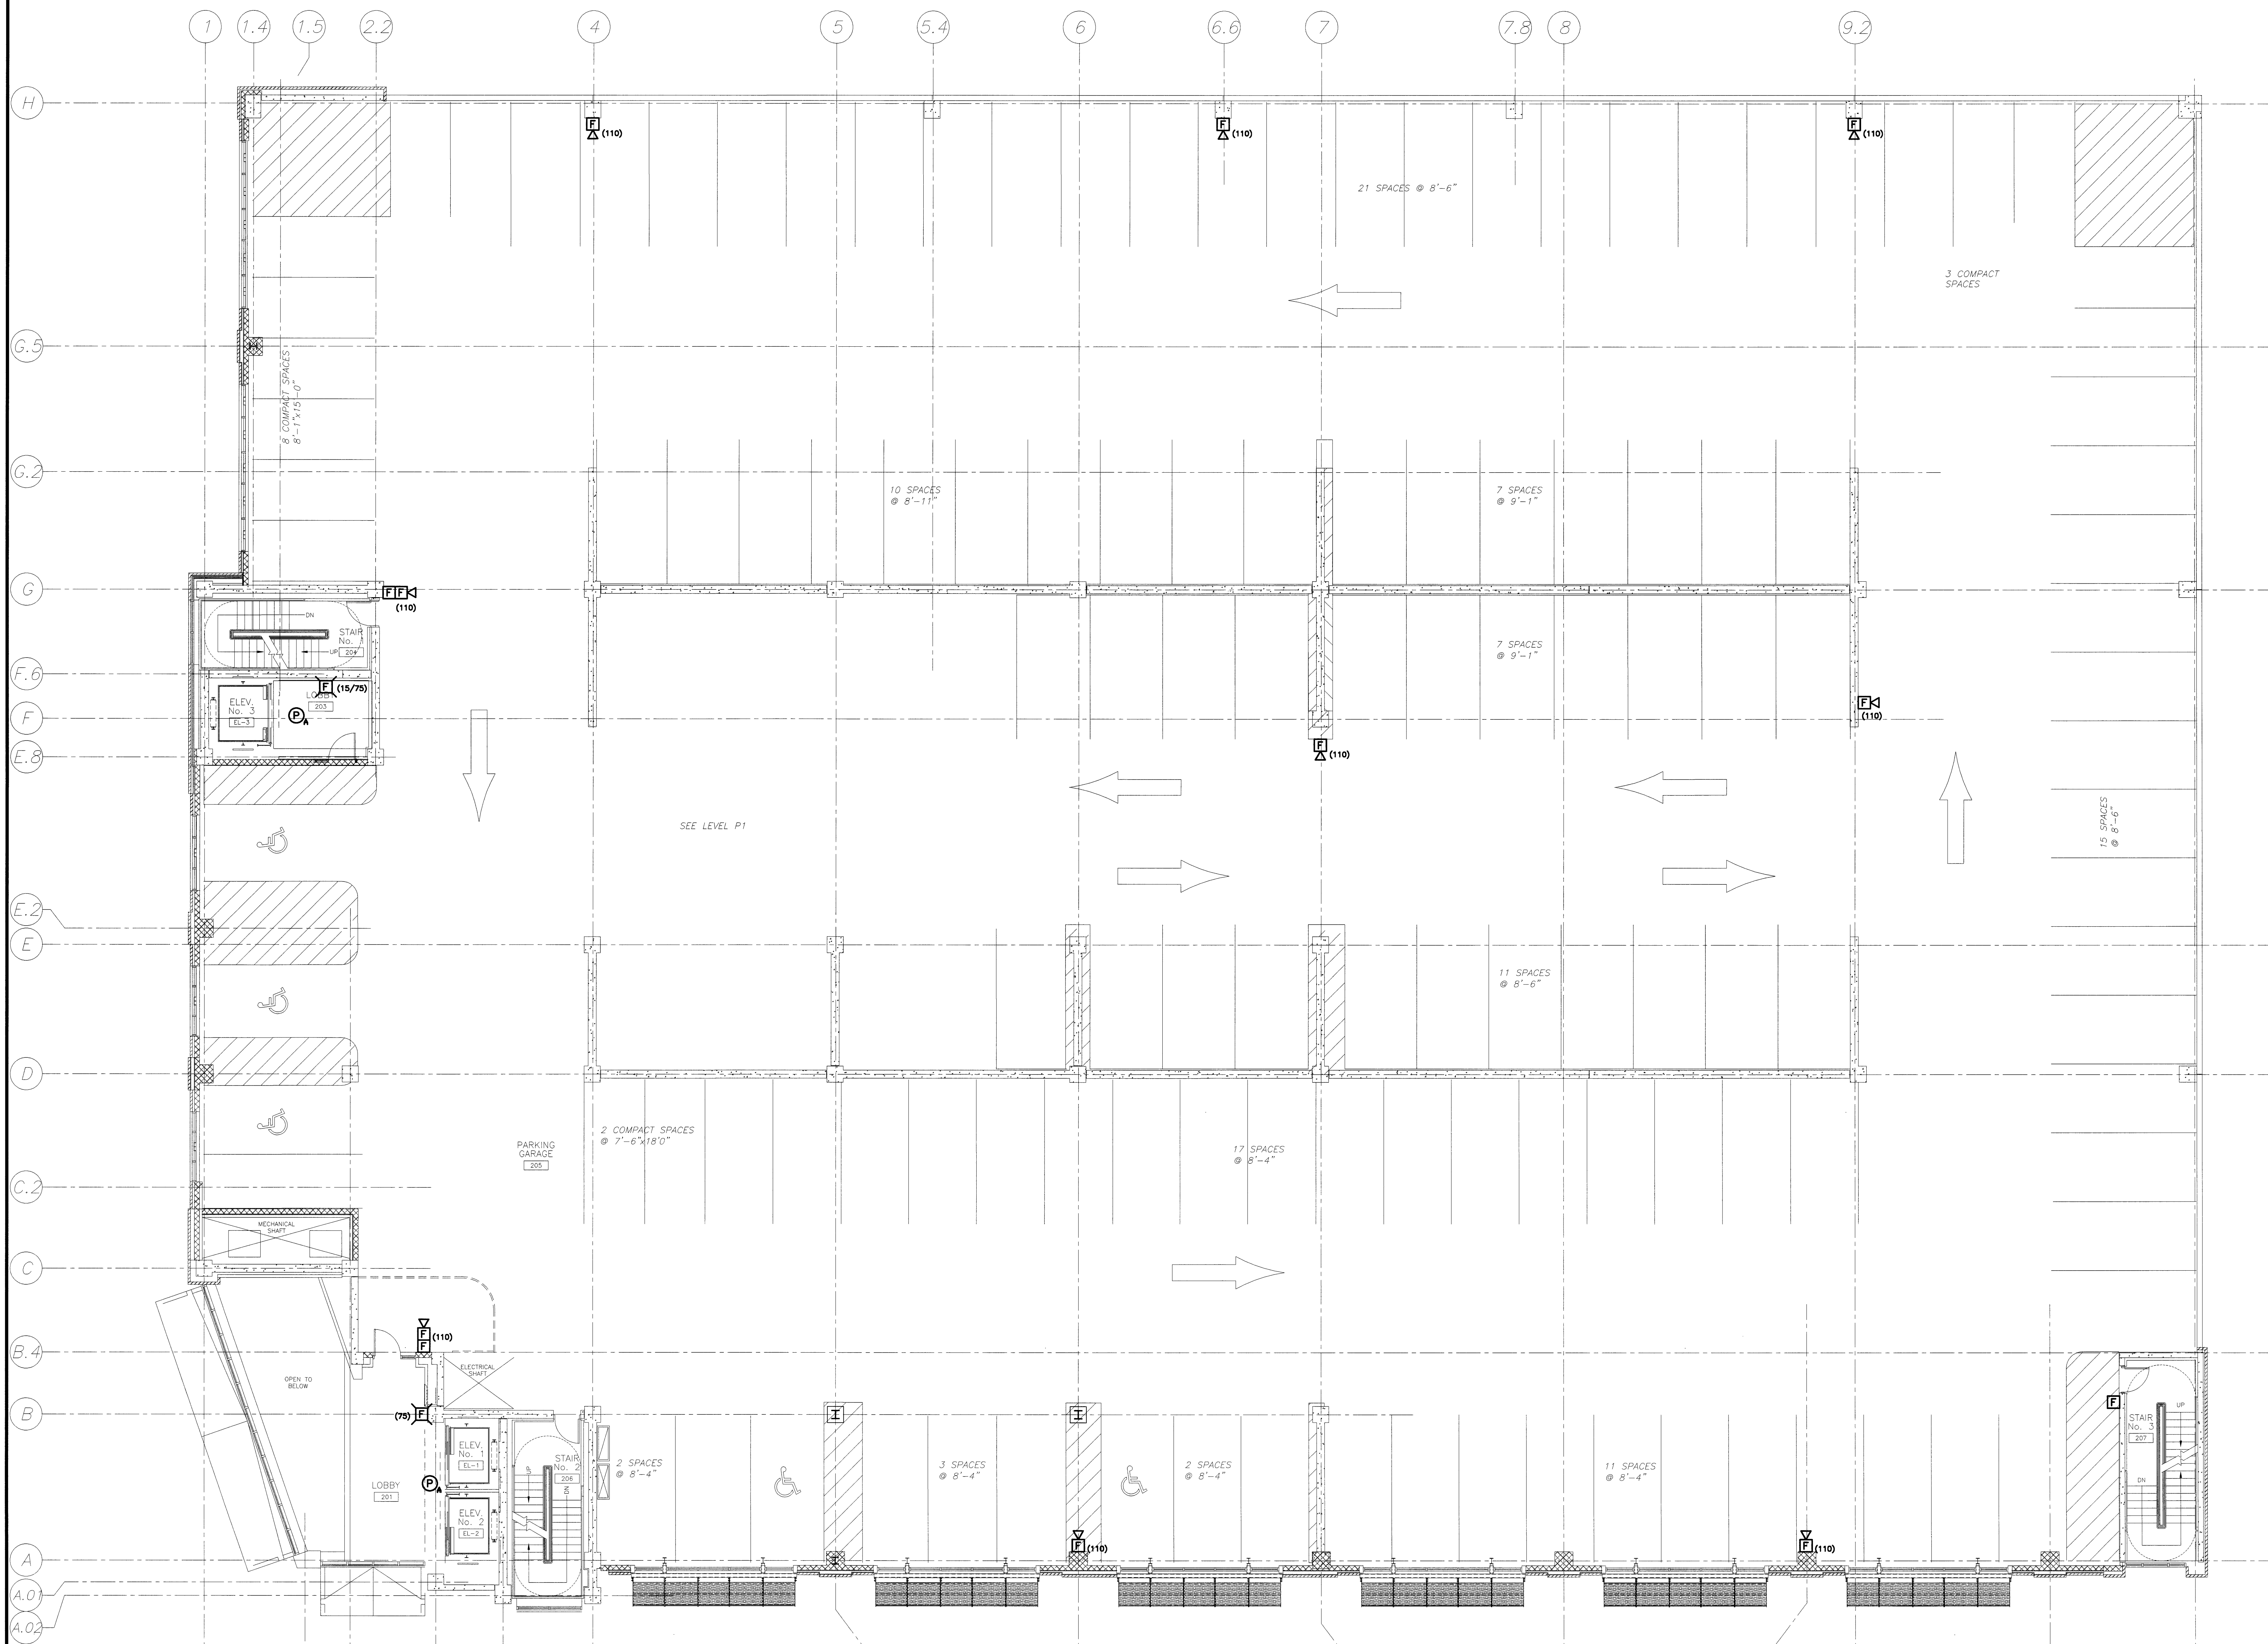 1
1.4
1.5
2.2
4
5
5.4
6
6.6
7
7.8
8
9.2
H
F
(110)
F
(110)
F
(110)
21 SPACES @ 8'-6"
3 COMPACT
SPACES
G.5
8 COMPACT SPACES
8'-1"x15'-0"
G.2
10 SPACES
@ 8'-11"
7 SPACES
@ 9'-1"
G
F F
(110)
DN
STAIR
No. 1
UP
204
7 SPACES
@ 9'-1"
F.6
F
(15/75)
LOBBY
203
ELEV.
No. 3
EL-3
P
A
F
F
(110)
E.8
F
(110)
SEE LEVEL P1
15 SPACES
@ 8'-6"
E.2
E
11 SPACES
@ 8'-6"
D
2 COMPACT SPACES
@ 7'-6"x18'0"
PARKING
GARAGE
205
17 SPACES
@ 8'-4"
C.2
MECHANICAL
SHAFT
C
F
F
(110)
B.4
ELECTRICAL
SHAFT
OPEN TO
BELOW
B
(75)
F
F
STAIR
No. 3
207
UP
DN
ELEV.
No. 1
EL-1
STAIR
No. 2
206
UP
DN
2 SPACES
@ 8'-4"
3 SPACES
@ 8'-4"
2 SPACES
@ 8'-4"
11 SPACES
@ 8'-4"
LOBBY
201
P
A
ELEV.
No. 2
EL-2
F
(110)
F
(110)
A
A.01
A.02